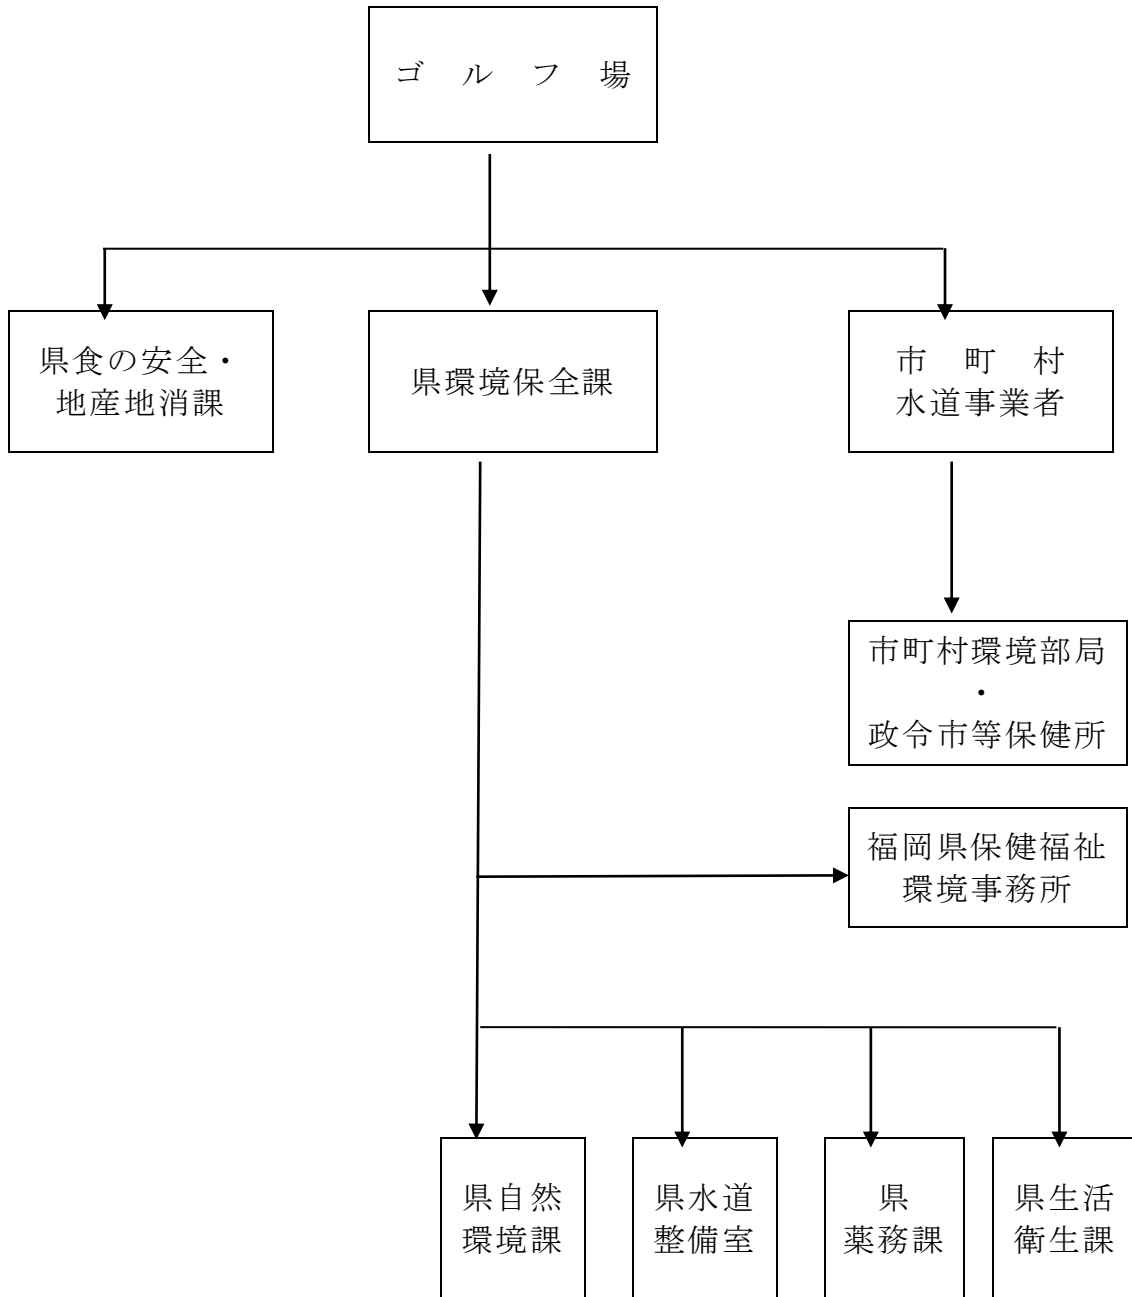 ゴ ル フ 場
県食の安全・
地産地消課
県環境保全課
市 町 村
水道事業者
市町村環境部局
・
政令市等保健所
福岡県保健福祉
環境事務所
県自然
環境課
県水道
整備室
県
薬務課
県生活
衛生課